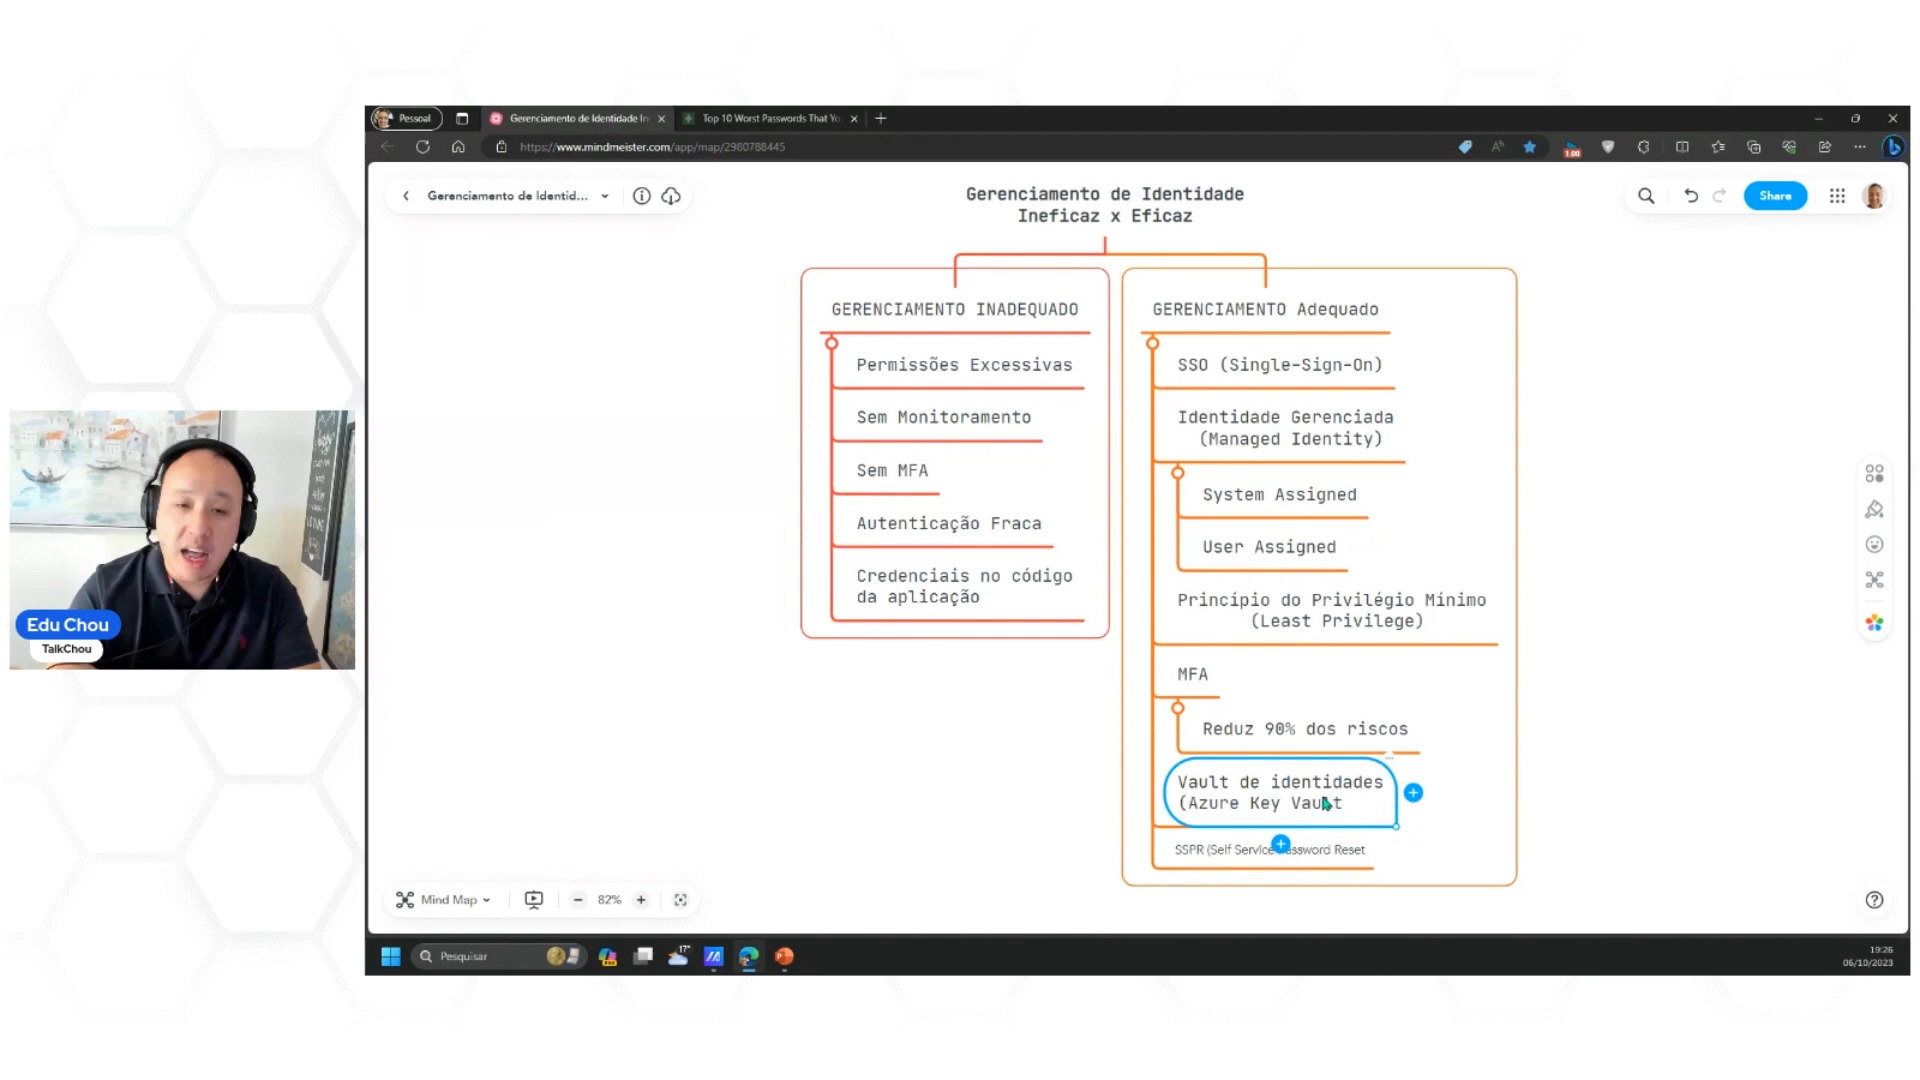 Pessoal
Gerenciamento de Identidade In
Top 10 Worst Passwords That Yo
https://www.mindmeister.com/app/map/2980788445
1.00
Gerenciamento de Identid...
Share
Gerenciamento de Identidade
Ineficaz x Eficaz
GERENCIAMENTO INADEQUADO
Permissões Excessivas
Sem Monitoramento
Sem MFA
Autenticação Fraca
Credenciais no código
da aplicação
GERENCIAMENTO Adequado
SSO (Single-Sign-On)
Identidade Gerenciada
(Managed Identity)
System Assigned
User Assigned
Princípio do Privilégio Mínimo
(Least Privilege)
MFA
Reduz 90% dos riscos
Vault de identidades
(Azure Key Vault
SSPR (Self Service Password Reset
Edu Chou
TalkChou
Mind Map
82%
Pesquisar
17°
19:26
06/10/2023